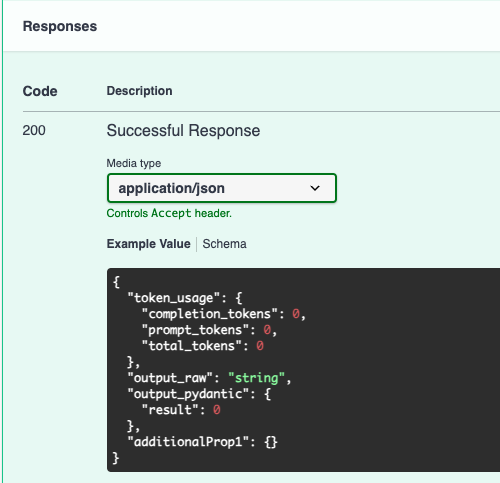 Responses
Code Description
200 Successful Response
Media type
application/json
Controls Accept header.
Example Value Schema
{
  "token_usage": {
    "completion_tokens": 0,
    "prompt_tokens": 0,
    "total_tokens": 0
  },
  "output_raw": "string",
  "output_pydantic": {
    "result": 0
  },
  "additionalProp1": {}
}